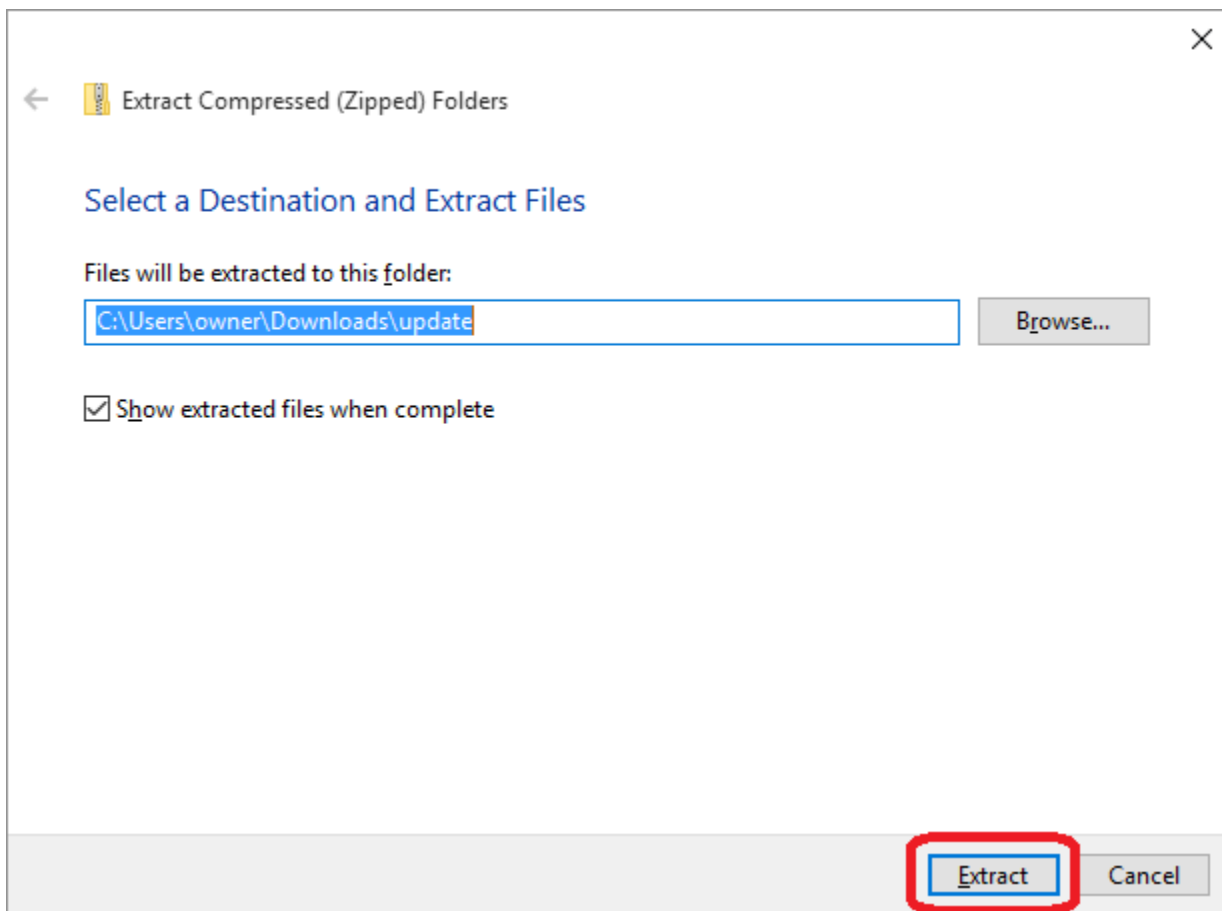 Extract Compressed (Zipped) Folders
Select a Destination and Extract Files
Files will be extracted to this folder:
C:\Users\owner\Downloads\update
Browse...
Show extracted files when complete
Extract
Cancel